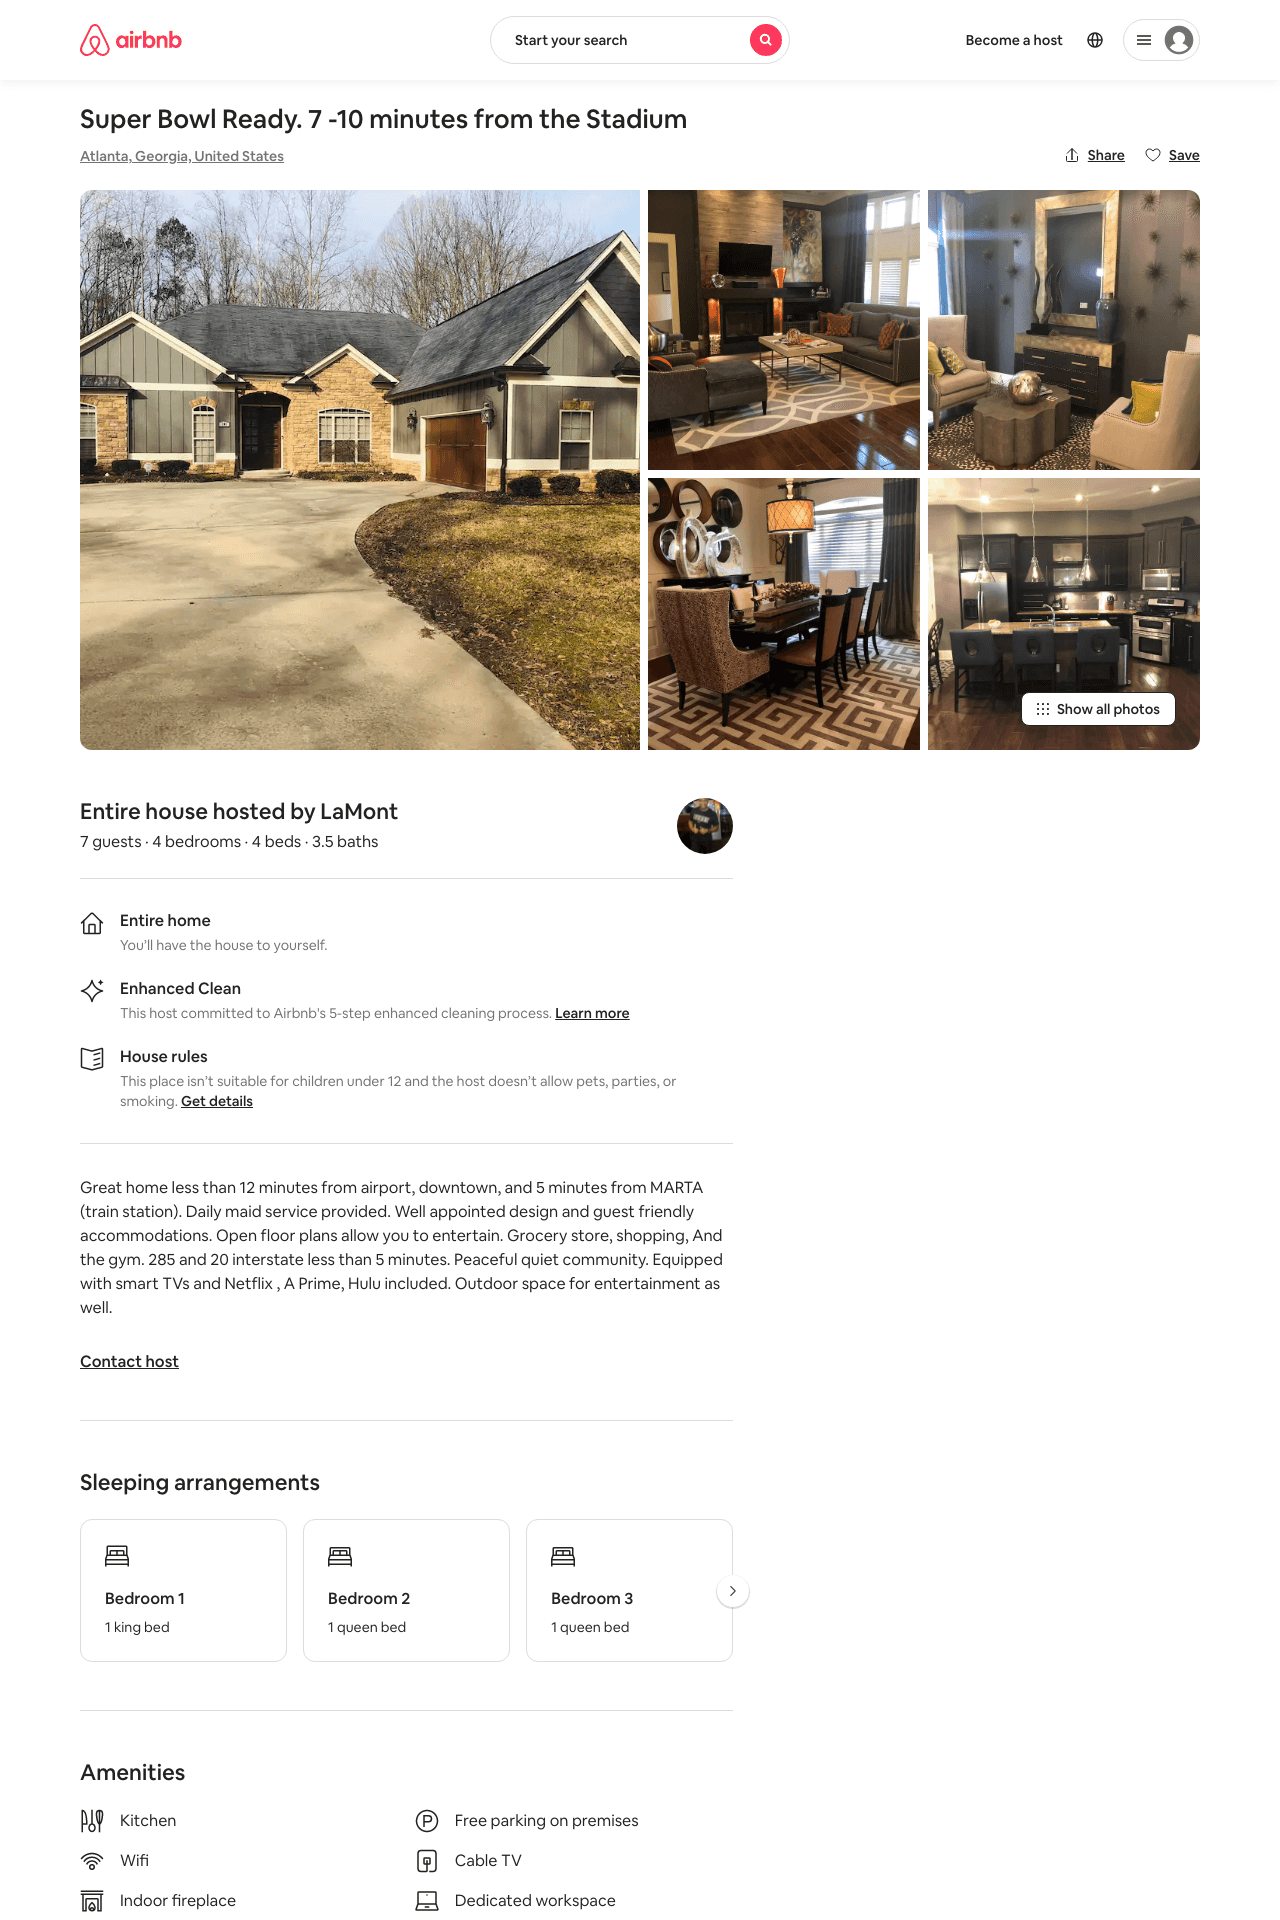 airbnb
Start your search
Become a host
Super Bowl Ready. 7 -10 minutes from the Stadium
Atlanta, Georgia, United States
Share
Save
Show all photos
Entire house hosted by LaMont
7 guests · 4 bedrooms · 4 beds · 3.5 baths
Entire home
You’ll have the house to yourself.
Enhanced Clean
This host committed to Airbnb's 5-step enhanced cleaning process. Learn more
House rules
This place isn’t suitable for children under 12 and the host doesn’t allow pets, parties, or
smoking. Get details
Great home less than 12 minutes from airport, downtown, and 5 minutes from MARTA
(train station). Daily maid service provided. Well appointed design and guest friendly
accommodations. Open floor plans allow you to entertain. Grocery store, shopping, And
the gym. 285 and 20 interstate less than 5 minutes. Peaceful quiet community. Equipped
with smart TVs and Netflix , A Prime, Hulu included. Outdoor space for entertainment as
well.
Contact host
Sleeping arrangements
Bedroom 1
1 king bed
Bedroom 2
1 queen bed
Bedroom 3
1 queen bed
Amenities
Kitchen
Free parking on premises
Wifi
Cable TV
Indoor fireplace
Dedicated workspace